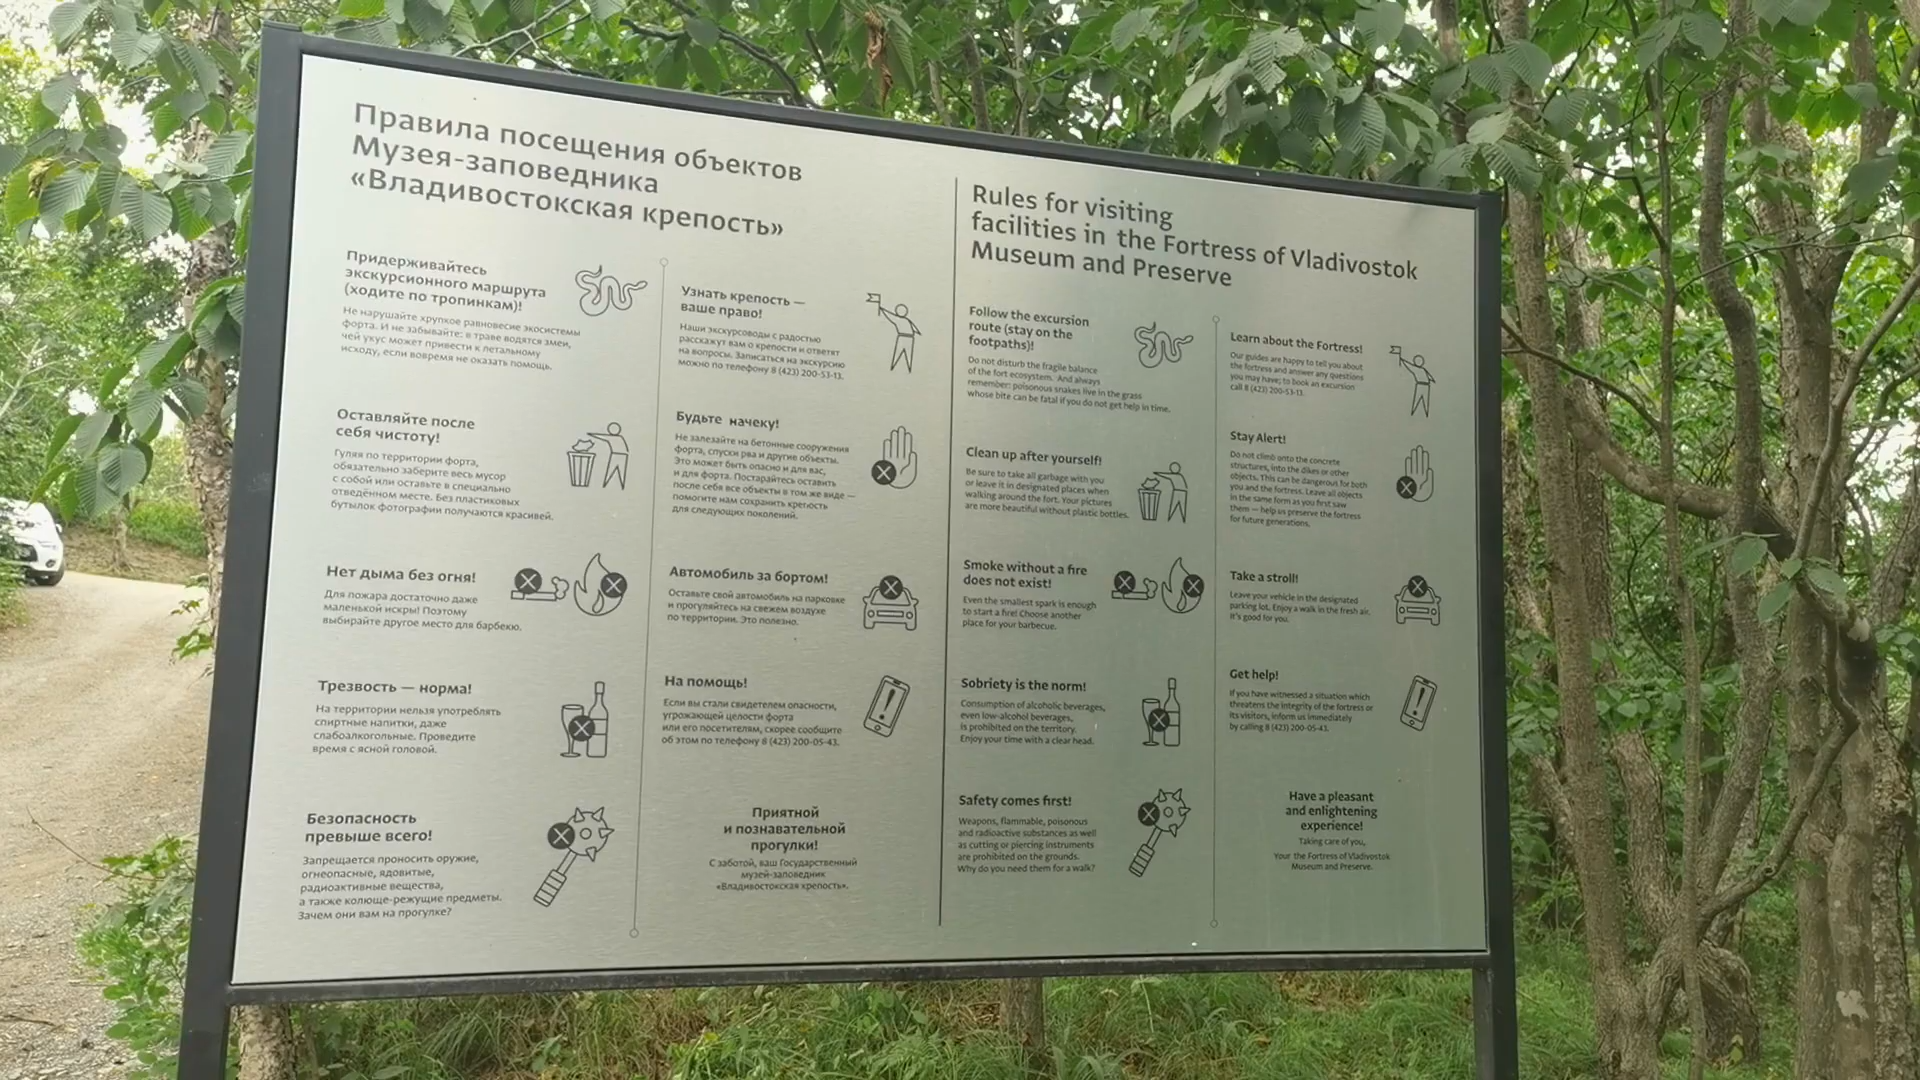 Правила посещения объектов
Музея-заповедника
«Владивостокская крепость»
Придерживайтесь
экскурсионного маршрута
(ходите по тропинкам)!
Не нарушайте хрупкое равновесие экосистемы
форта. И не забывайте: в траве водятся змеи,
чей укус может привести к летальному
исходу, если вовремя не оказать помощь.
Оставляйте после
себя чистоту!
Гуляя по территории форта,
обязательно заберите весь мусор
с собой или оставьте в специально
отведённом месте. Без пластиковых
бутылок фотографии получаются красивей.
Нет дыма без огня!
Для пожара достаточно даже
маленькой искры! Поэтому
выбирайте другое место для барбекю.
Трезвость — норма!
На территории нельзя употреблять
спиртные напитки, даже
слабоалкогольные. Проведите
время с ясной головой.
Безопасность
превыше всего!
Запрещается проносить оружие,
огнеопасные, ядовитые,
радиоактивные вещества,
а также колюще-режущие предметы.
Зачем они вам на прогулке?
Узнать крепость —
ваше право!
Наши экскурсоводы с радостью
расскажут вам о крепости и ответят
на вопросы. Записаться на экскурсию
можно по телефону 8 (423) 200-53-13.
Будьте начеку!
Не залезайте на бетонные сооружения
форта, спуски рва и другие объекты.
Это может быть опасно и для вас,
и для форта. Постарайтесь оставить
после себя все объекты в том же виде —
помогите нам сохранить крепость
для следующих поколений.
Автомобиль за бортом!
Оставьте свой автомобиль на парковке
и прогуляйтесь на свежем воздухе
по территории. Это полезно.
На помощь!
Если вы стали свидетелем опасности,
угрожающей целости форта
или его посетителям, скорее сообщите
об этом по телефону 8 (423) 200-05-43.
Приятной
и познавательной
прогулки!
С заботой, ваш Государственный
музей-заповедник
«Владивостокская крепость».
Rules for visiting
facilities in the Fortress of Vladivostok
Museum and Preserve
Follow the excursion
route (stay on the
footpaths)!
Do not disturb the fragile balance
of the fort ecosystem. And always
remember: poisonous snakes live in the grass
whose bite can be fatal if you do not get help in time.
Clean up after yourself!
Be sure to take all garbage with you
or leave it in designated places when
walking around the fort. Your pictures
are more beautiful without plastic bottles.
Smoke without a fire
does not exist!
Even the smallest spark is enough
to start a fire! Choose another
place for your barbecue.
Sobriety is the norm!
Consumption of alcoholic beverages,
even low-alcohol beverages,
is prohibited on the territory.
Enjoy your time with a clear head.
Safety comes first!
Weapons, flammable, poisonous
and radioactive substances as well
as cutting or piercing instruments
are prohibited on the grounds.
Why do you need them for a walk?
Learn about the Fortress!
Our guides are happy to tell you about
the fortress and answer any questions
you may have; to book an excursion
call 8 (423) 200-53-13.
Stay Alert!
Do not climb onto the concrete
structures, into the dikes or other
objects. This can be dangerous for both
you and the fortress. Leave all objects
in the same form as you first saw
them — help us preserve the fortress
for future generations.
Take a stroll!
Leave your vehicle in the designated
parking lot. Enjoy a walk in the fresh air.
It's good for you.
Get help!
If you have witnessed a situation which
threatens the integrity of the fortress or
its visitors, inform us immediately
by calling 8 (423) 200-05-43.
Have a pleasant
and enlightening
experience!
Taking care of you,
Your the Fortress of Vladivostok
Museum and Preserve.